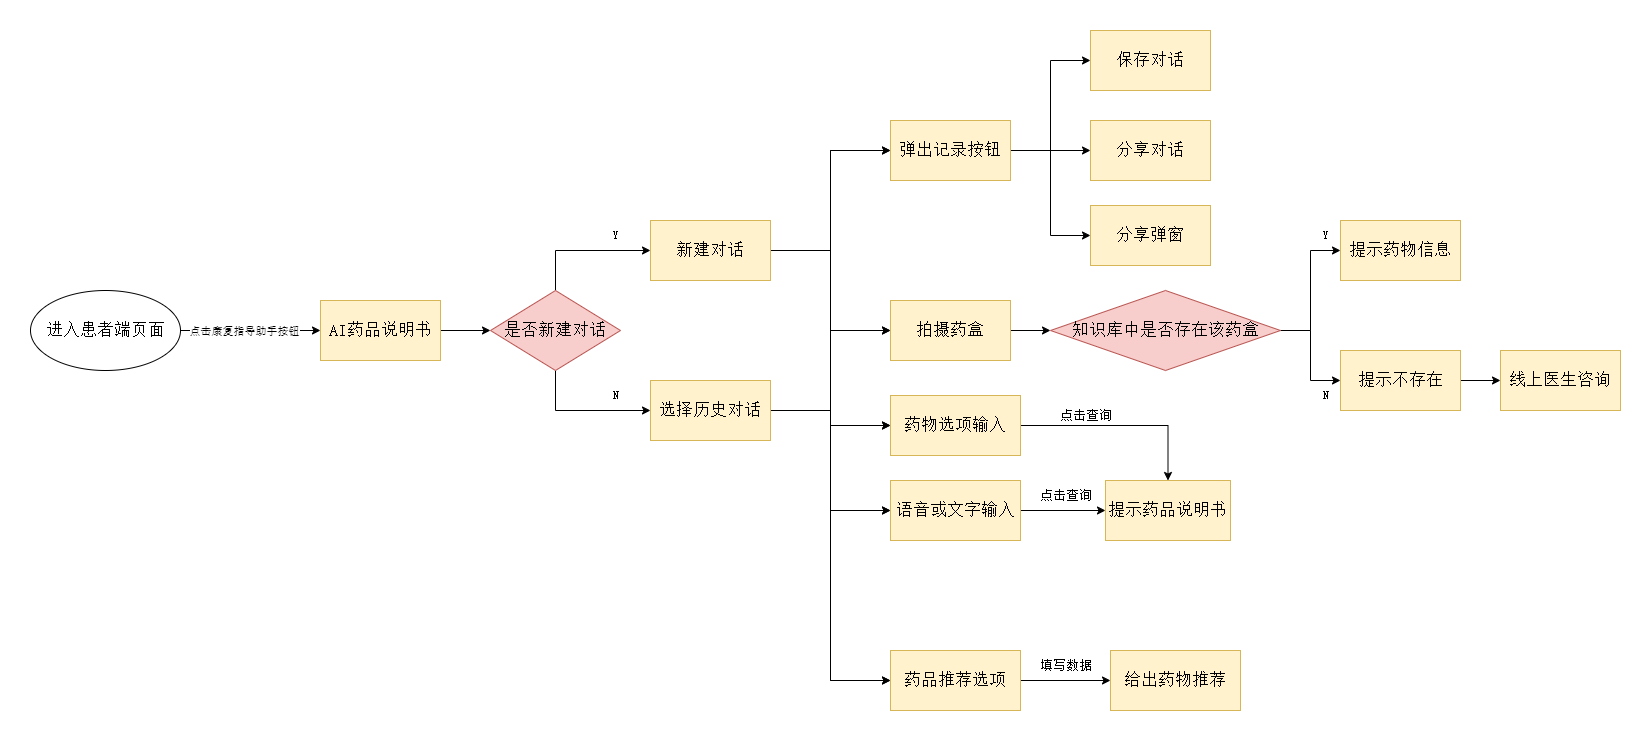 保存对话
弹出记录按钮
分享对话
分享弹窗
Y
新建对话
Y
提示药物信息
进入患者端页面
点击康复指导助手按钮
AI药品说明书
是否新建对话
拍摄药盒
知识库中是否存在该药盒
提示不存在
线上医生咨询
N
N
选择历史对话
药物选项输入
点击查询
语音或文字输入
点击查询
提示药品说明书
药品推荐选项
填写数据
给出药物推荐